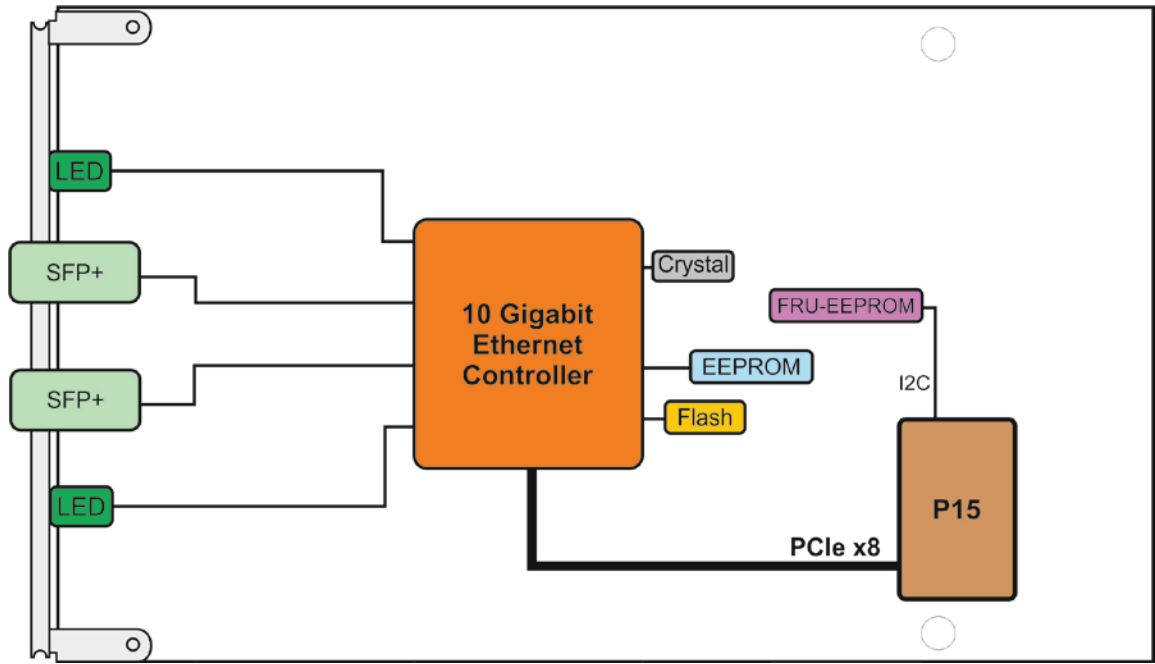 LED
SFP+
SFP+
LED
10 Gigabit
Ethernet
Controller
Crystal
EEPROM
Flash
FRU-EEPROM
I2C
P15
PCIe x8